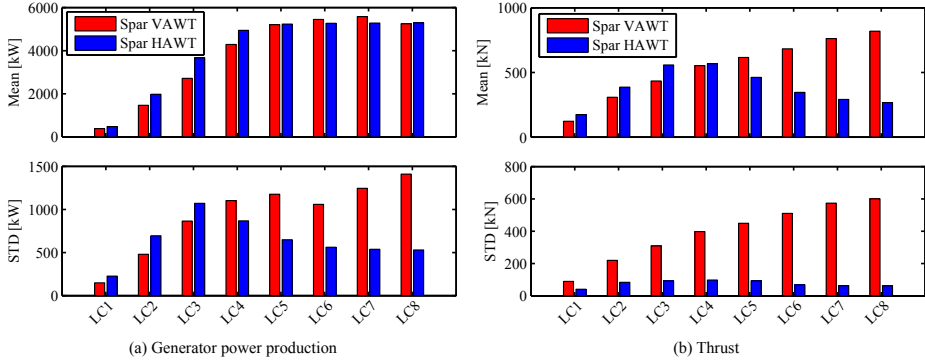 6000
4000
2000
0
Mean [kW]
Spar VAWT
Spar HAWT
1500
1000
500
0
STD [kW]
LC1 LC2 LC3 LC4 LC5 LC6 LC7 LC8
(a) Generator power production
1000
500
0
Mean [kN]
Spar VAWT
Spar HAWT
800
600
400
200
0
STD [kN]
LC1 LC2 LC3 LC4 LC5 LC6 LC7 LC8
(b) Thrust